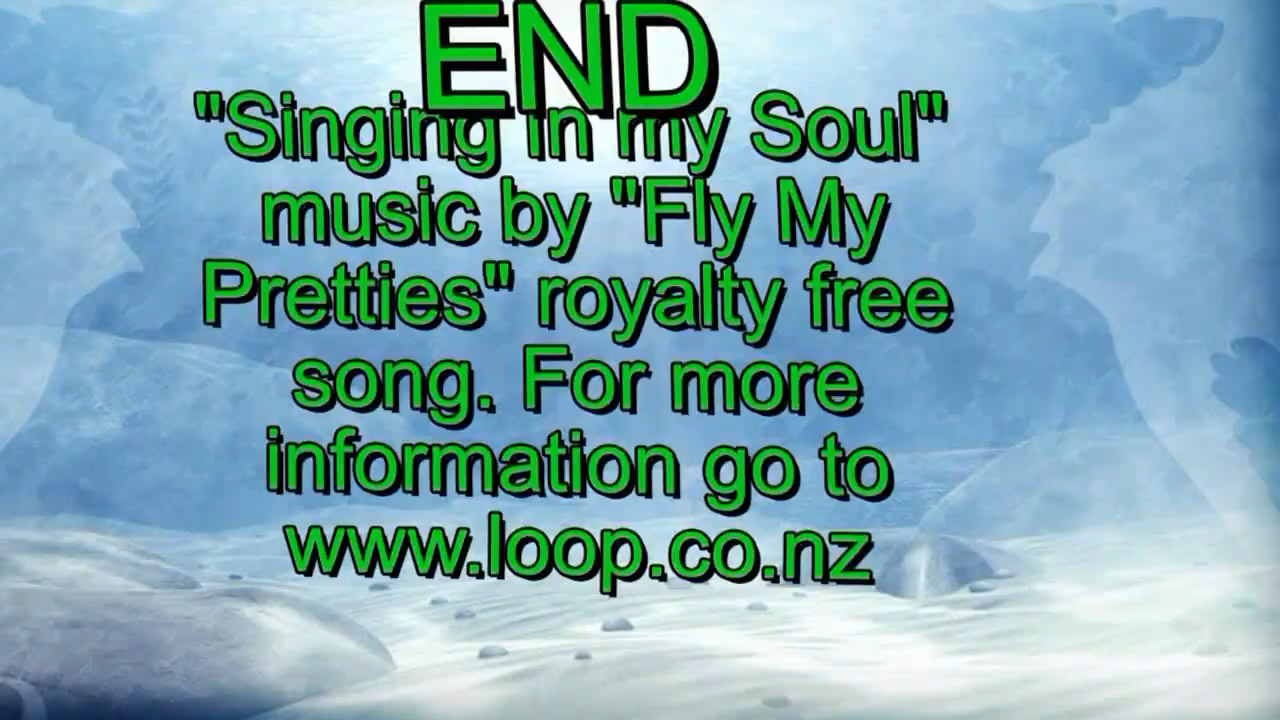 END
"Singing in my Soul"
music by "Fly My
Pretties" royalty free
song. For more
information go to
www.loop.co.nz